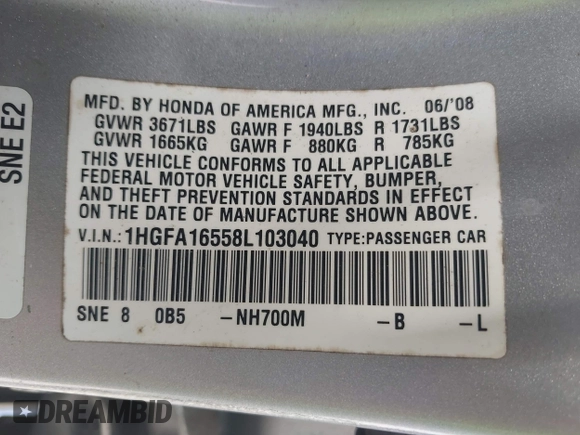 SNE E2
MFD. BY HONDA OF AMERICA MFG., INC. 06/'08
GVWR 3671LBS GAWR F 1940LBS R 1731LBS
GVWR 1665KG GAWR F 880KG R 785KG
THIS VEHICLE CONFORMS TO ALL APPLICABLE
FEDERAL MOTOR VEHICLE SAFETY, BUMPER,
AND THEFT PREVENTION STANDARDS IN EFFECT
ON THE DATE OF MANUFACTURE SHOWN ABOVE.
V.I.N.: 1HGFA16558L103040 TYPE:PASSENGER CAR
SNE 8 0B5 -NH700M -B -L
DREAMBID